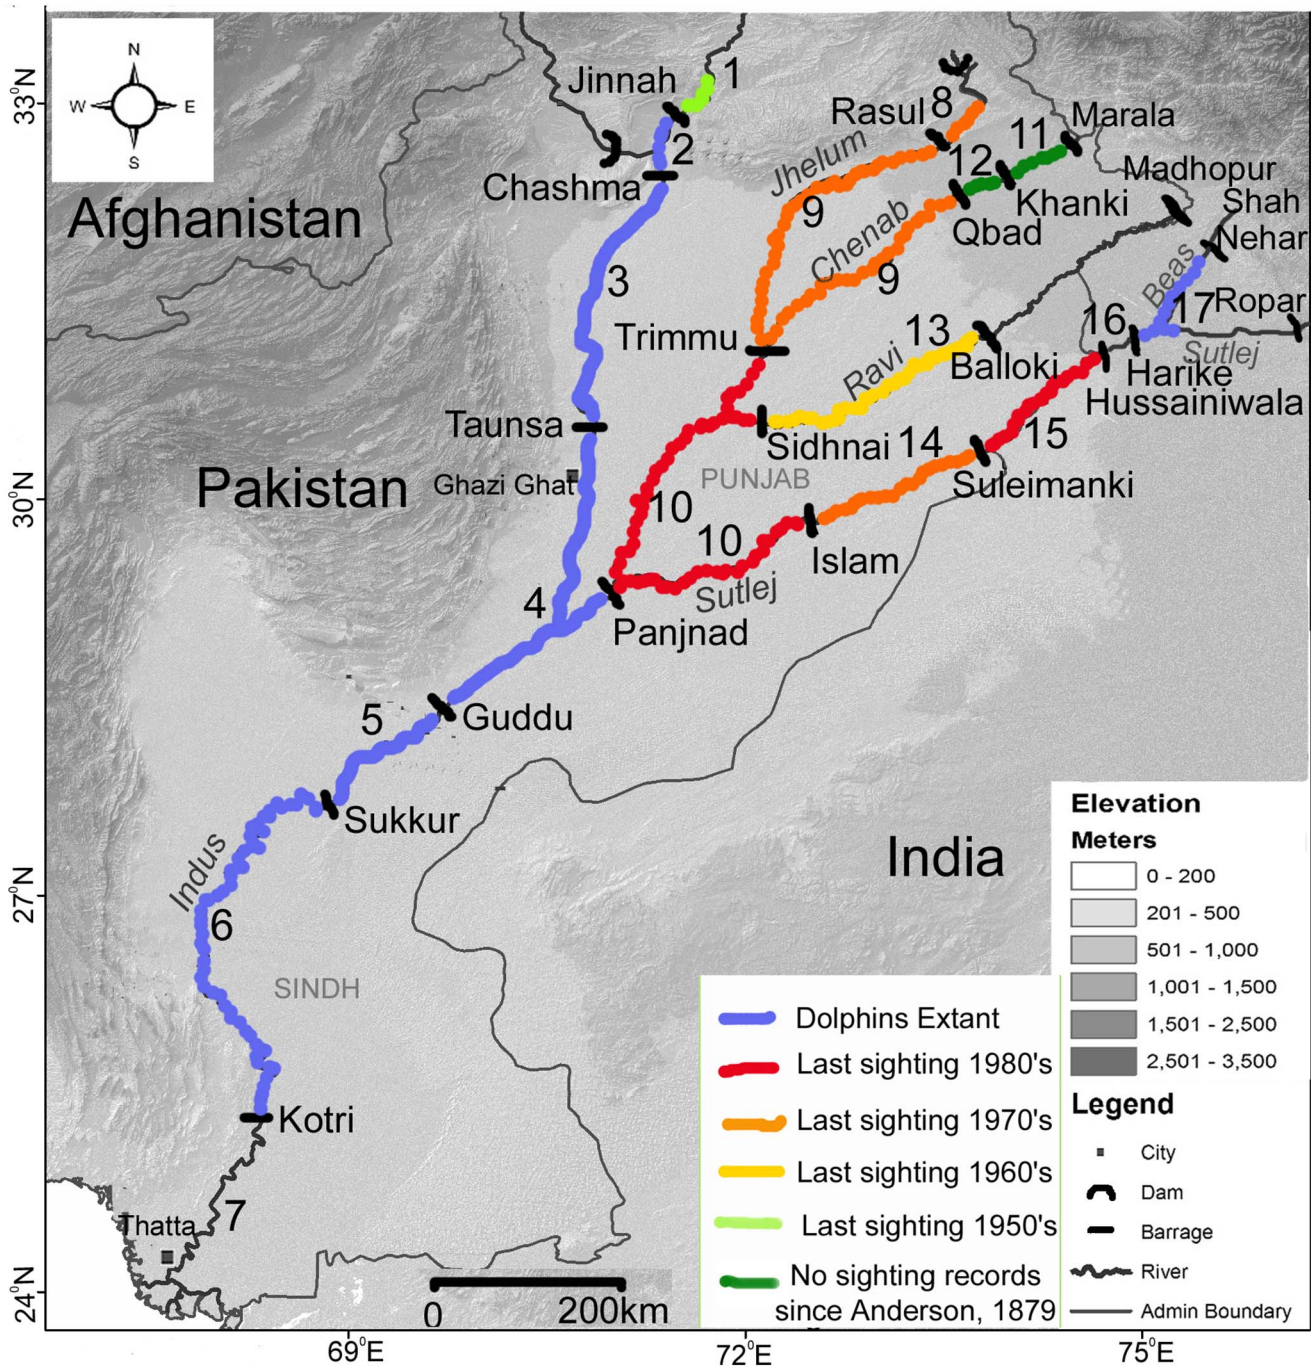 N
W E
S
33°N
30°N
27°N
24°N
69°E
72°E
75°E
Jinnah
1
2
Chashma
Afghanistan
3
Rasul
8
Jhelum
9
11
Marala
12
Khanki
Qbad
Chenab
9
Madhopur
Shah
Nehar
Beas
17
Ropar
16
Sutlej
Harike
Hussainiwala
Trimmu
13
Ravi
Balloki
Taunsa
Sidhnai
14
15
Suleimanki
Pakistan
Ghazi Ghat
PUNJAB
10
10
Islam
Sutlej
4
Panjnad
5
Guddu
Sukkur
Indus
6
India
SINDH
Kotri
7
Thatta
0 200km
Elevation
Meters
0 - 200
201 - 500
501 - 1,000
1,001 - 1,500
1,501 - 2,500
2,501 - 3,500
Legend
City
Dam
Barrage
River
Admin Boundary
Dolphins Extant
Last sighting 1980's
Last sighting 1970's
Last sighting 1960's
Last sighting 1950's
No sighting records
since Anderson, 1879